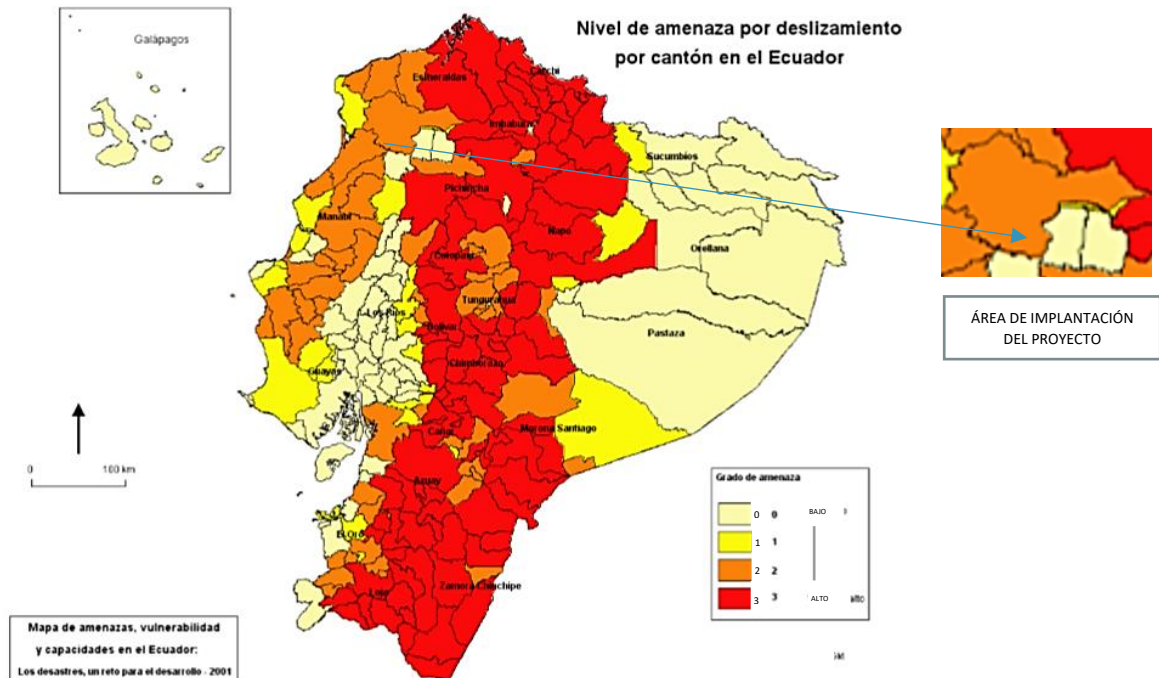 Galápagos
Nivel de amenaza por deslizamiento
por cantón en el Ecuador
Esmeraldas
Carchi
Imbabura
Sucumbios
Pichincha
Manabí
Napo
Orellana
Cotopaxi
Tungurahua
Los Rios
Bolívar
Pastaza
Chimborazo
Guayas
Cañar
Morona Santiago
Azuay
El Oro
Loja
Zamora Chinchipe
ÁREA DE IMPLANTACIÓN
DEL PROYECTO
0 100 km
Grado de amenaza
0 0 BAJO
1 1
2 2
3 3 ALTO alto
Mapa de amenazas, vulnerabilidad
y capacidades en el Ecuador:
Los desastres, un reto para el desarrollo - 2001